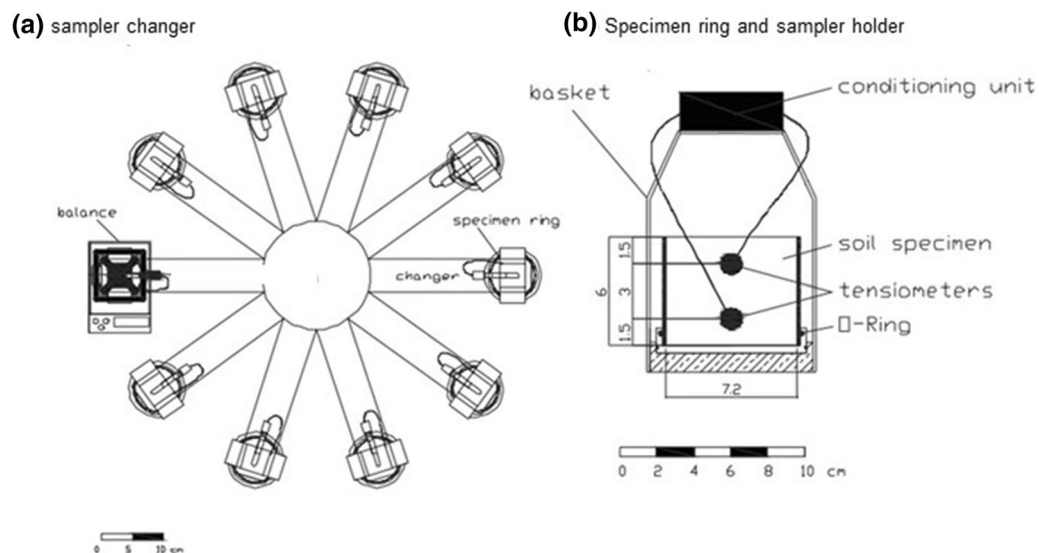 (a) sampler changer
balance
specimen ring
changer
0 5 10 cm
(b) Specimen ring and sampler holder
basket
conditioning unit
soil specimen
tensiometers
▯-Ring
1.5
6
3
1.5
7.2
0 2 4 6 8 10 cm